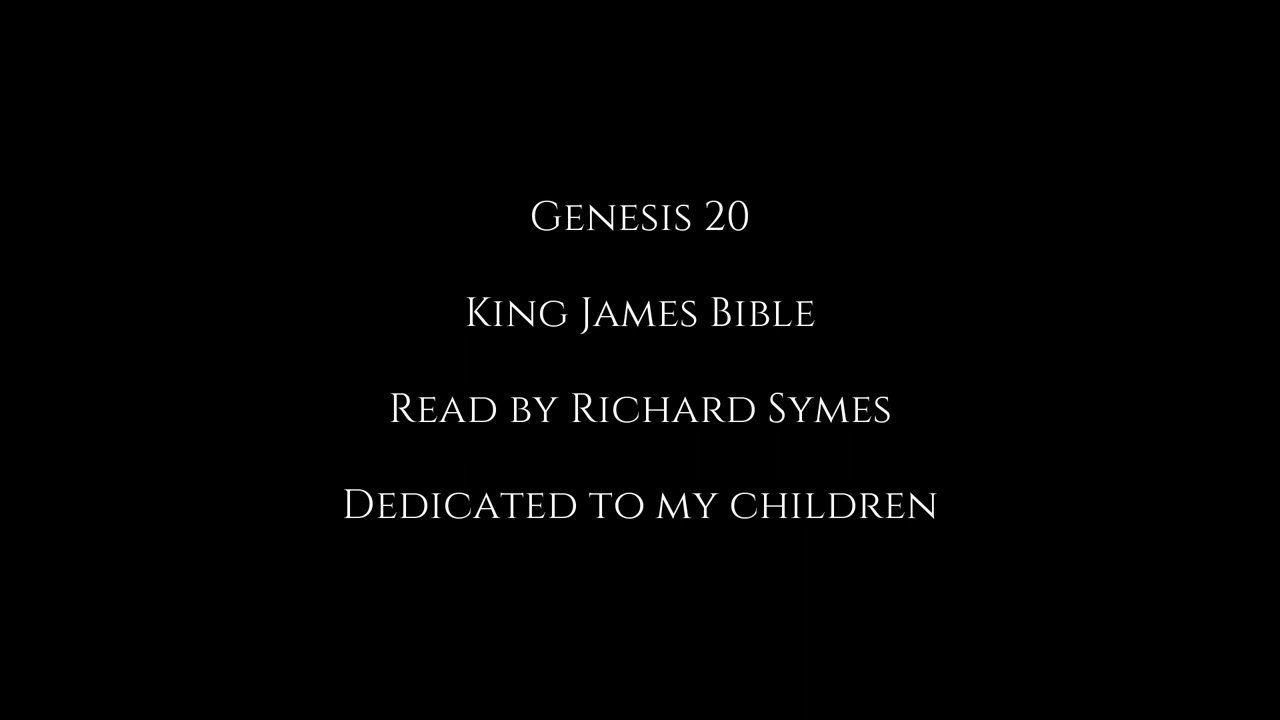 Genesis 20
King James Bible
Read by Richard Symes
Dedicated to my children